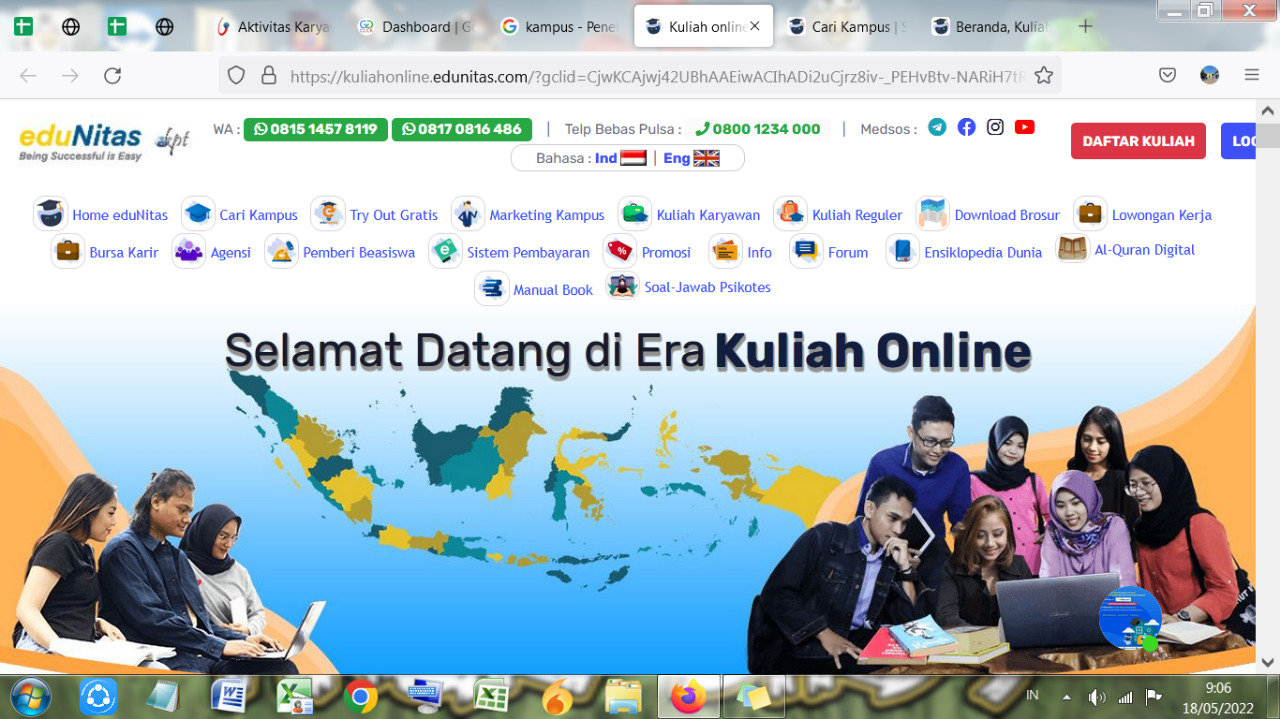 Aktivitas Karya
Dashboard | Go
kampus - Pene
Kuliah online
Cari Kampus | S
Beranda, Kuliah
https://kuliahonline.edunitas.com/?gclid=CjwKCAjwj42UBhAAEiwACIhADi2uCjrz8iv-_PEHvBtv-NARiH7tR
eduNitas
Being Successful is Easy
WA : 0815 1457 8119 0817 0816 486 | Telp Bebas Pulsa : 0800 1234 000 | Medsos :
Bahasa : Ind | Eng
DAFTAR KULIAH
LOG
Home eduNitas Cari Kampus Try Out Gratis Marketing Kampus Kuliah Karyawan Kuliah Reguler Download Brosur Lowongan Kerja
Bursa Karir Agensi Pemberi Beasiswa Sistem Pembayaran Promosi Info Forum Ensiklopedia Dunia Al-Quran Digital
Manual Book Soal-Jawab Psikotes
Selamat Datang di Era Kuliah Online
IN
9:06
18/05/2022